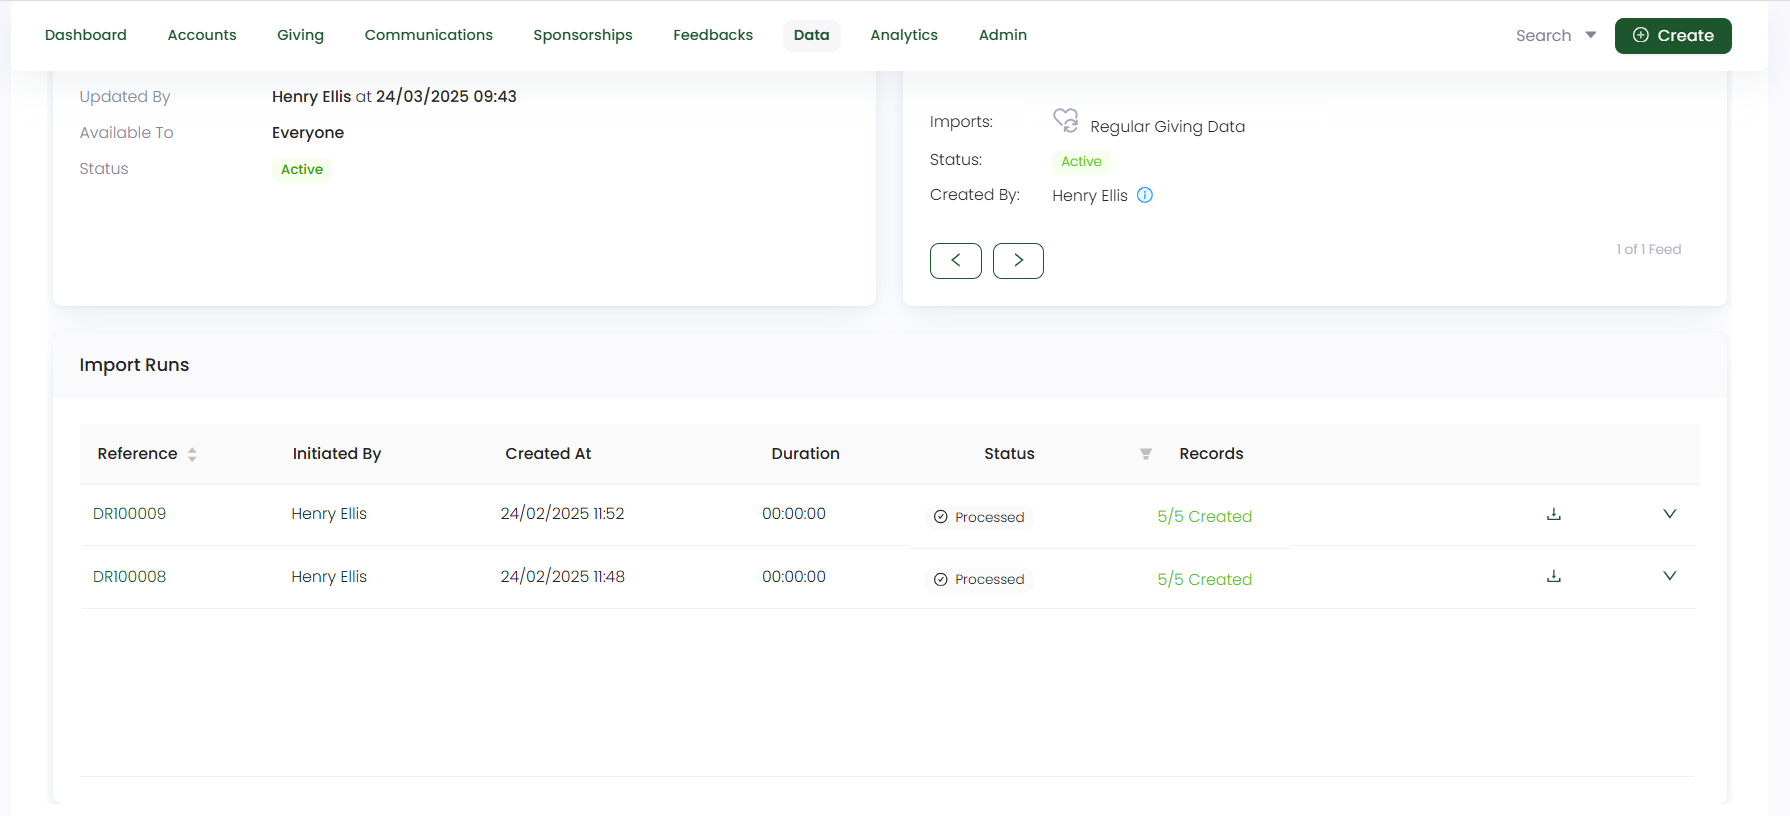 Dashboard Accounts Giving Communications Sponsorships Feedbacks Data Analytics Admin Search Create
Updated By Henry Ellis at 24/03/2025 09:43
Available To Everyone
Status Active
Imports: Regular Giving Data
Status: Active
Created By: Henry Ellis
1 of 1 Feed
Import Runs
Reference Initiated By Created At Duration Status Records
DR100009 Henry Ellis 24/02/2025 11:52 00:00:00 Processed 5/5 Created
DR100008 Henry Ellis 24/02/2025 11:48 00:00:00 Processed 5/5 Created